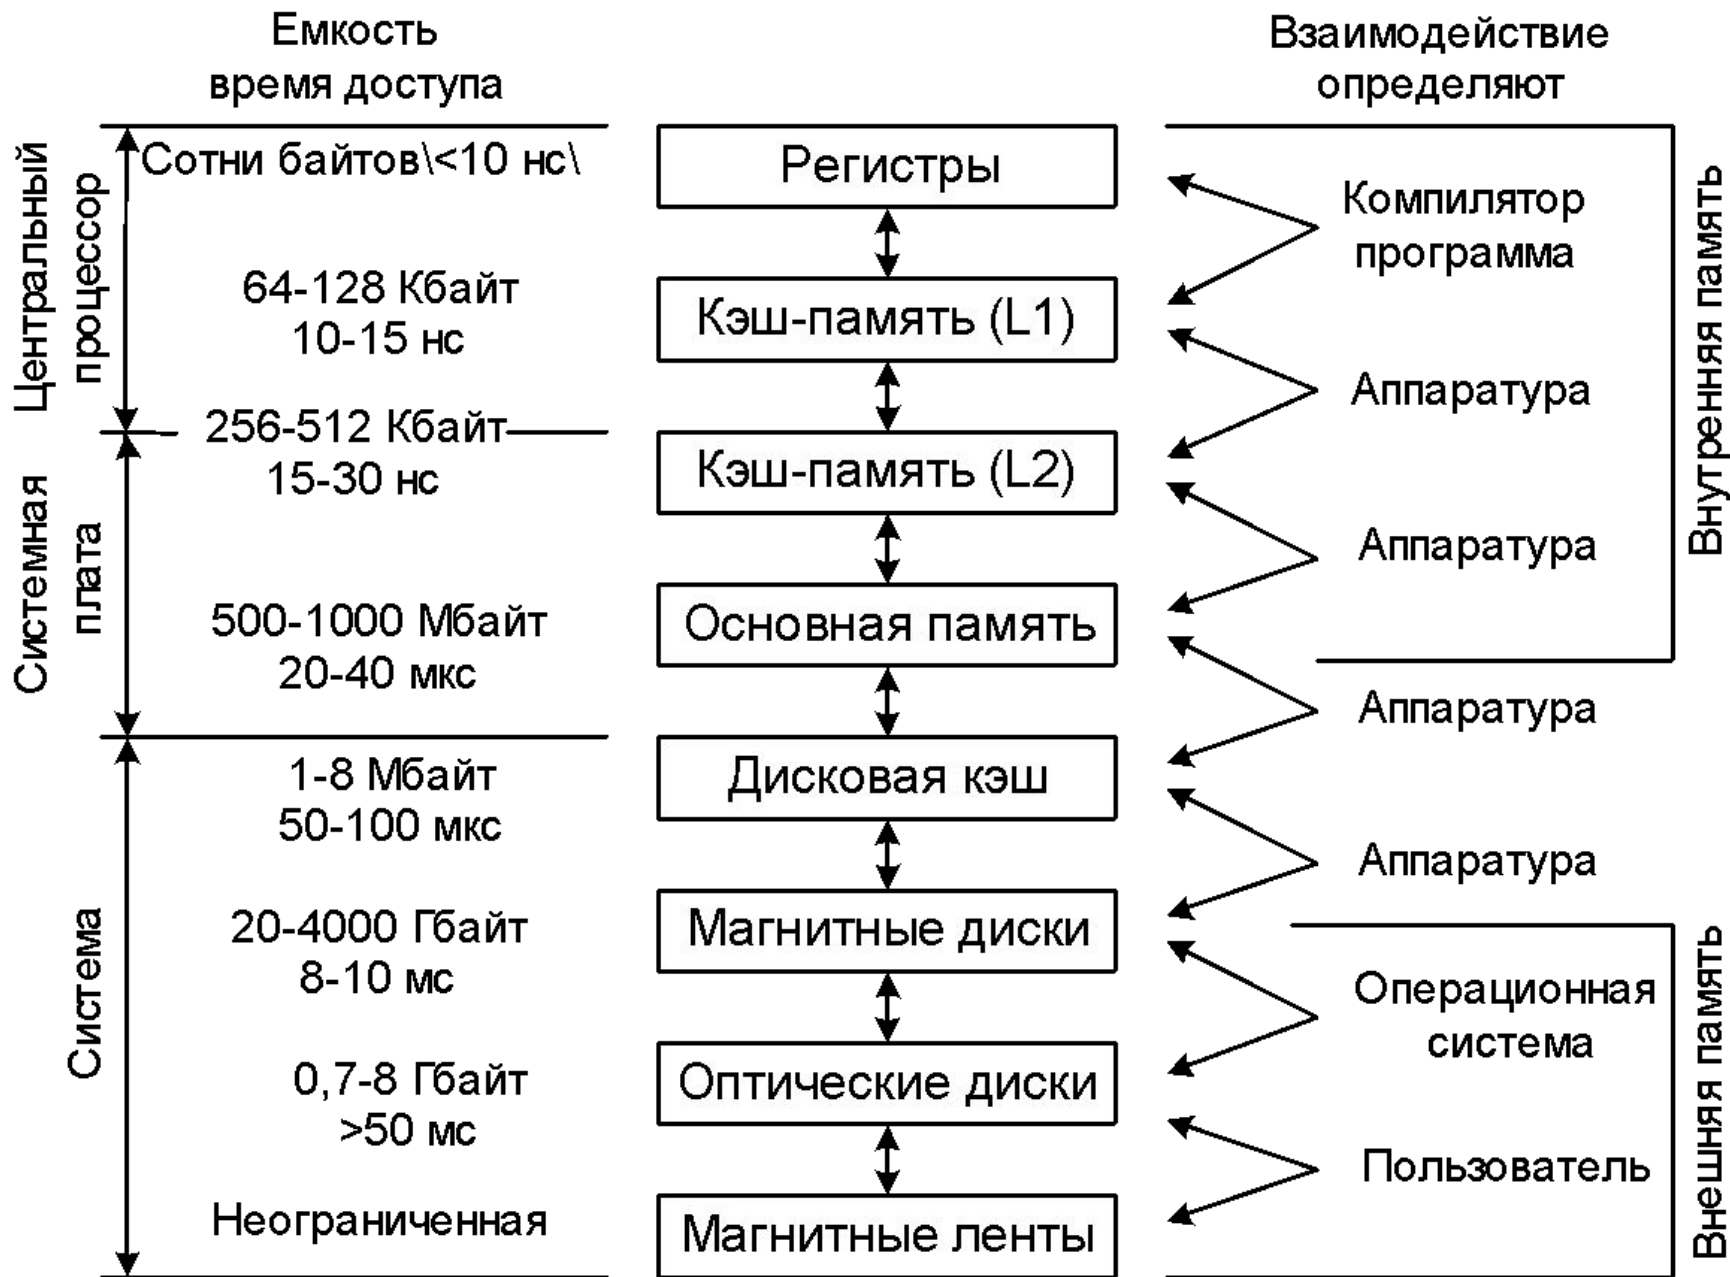 Емкость
время доступа
Взаимодействие
определяют
Центральный
процессор
Сотни байтов\<10 нс\
Регистры
Компилятор
программа
Внутренняя память
64-128 Кбайт
10-15 нс
Кэш-память (L1)
Аппаратура
256-512 Кбайт
15-30 нс
Кэш-память (L2)
Аппаратура
Системная
плата
500-1000 Мбайт
20-40 мкс
Основная память
Аппаратура
1-8 Мбайт
50-100 мкс
Дисковая кэш
Аппаратура
Система
20-4000 Гбайт
8-10 мс
Магнитные диски
Операционная
система
Внешняя память
0,7-8 Гбайт
>50 мс
Оптические диски
Пользователь
Неограниченная
Магнитные ленты